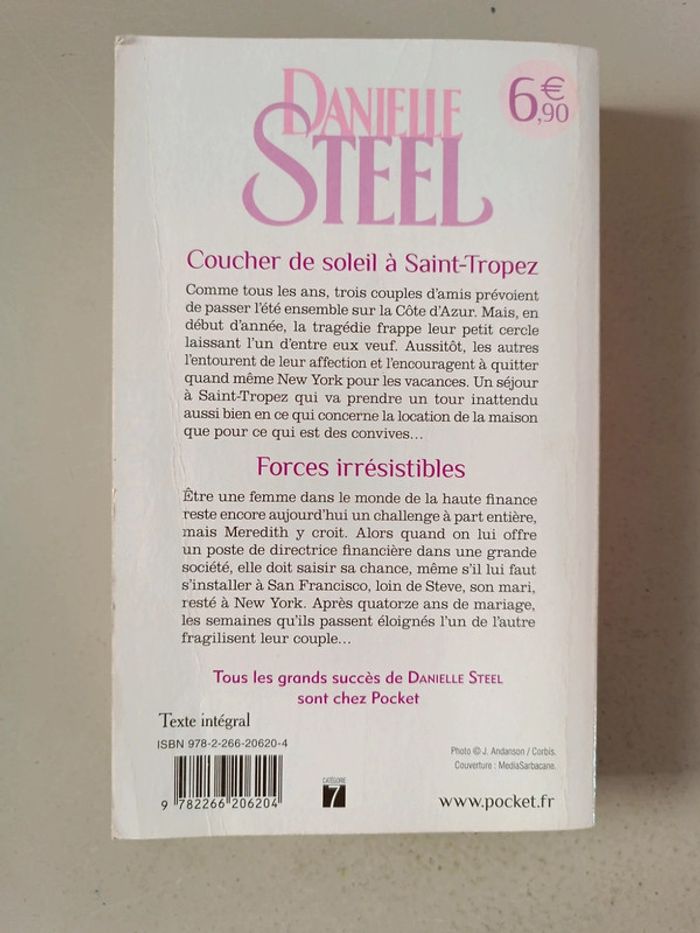 DANIELLE
STEEL
6€,90
Coucher de soleil à Saint-Tropez
Comme tous les ans, trois couples d'amis prévoient
de passer l'été ensemble sur la Côte d'Azur. Mais, en
début d'année, la tragédie frappe leur petit cercle
laissant l'un d'entre eux veuf. Aussitôt, les autres
l'entourent de leur affection et l'encouragent à quitter
quand même New York pour les vacances. Un séjour
à Saint-Tropez qui va prendre un tour inattendu
aussi bien en ce qui concerne la location de la maison
que pour ce qui est des convives...
Forces irrésistibles
Être une femme dans le monde de la haute finance
reste encore aujourd'hui un challenge à part entière,
mais Meredith y croit. Alors quand on lui offre
un poste de directrice financière dans une grande
société, elle doit saisir sa chance, même s'il lui faut
s'installer à San Francisco, loin de Steve, son mari,
resté à New York. Après quatorze ans de mariage,
les semaines qu'ils passent éloignés l'un de l'autre
fragilisent leur couple...
Tous les grands succès de DANIELLE STEEL
sont chez Pocket
Texte intégral
ISBN 978-2-266-20620-4
9 782266 206204
CATÉGORIE
7
Photo © J. Andanson / Corbis.
Couverture : MediaSarbacane.
www.pocket.fr